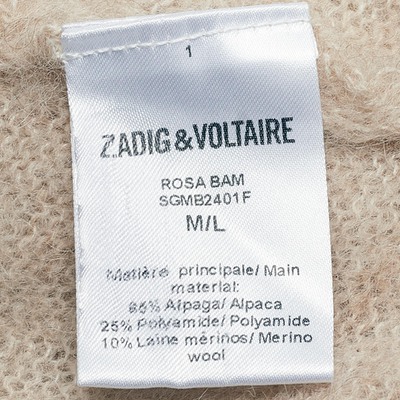 1
ZADIG & VOLTAIRE
ROSA BAM
SGMB2401F
M/L
Matière principale/ Main
material:
65% Alpaga/ Alpaca
25% Polyamide/ Polyamide
10% Laine mérinos/ Merino
wool